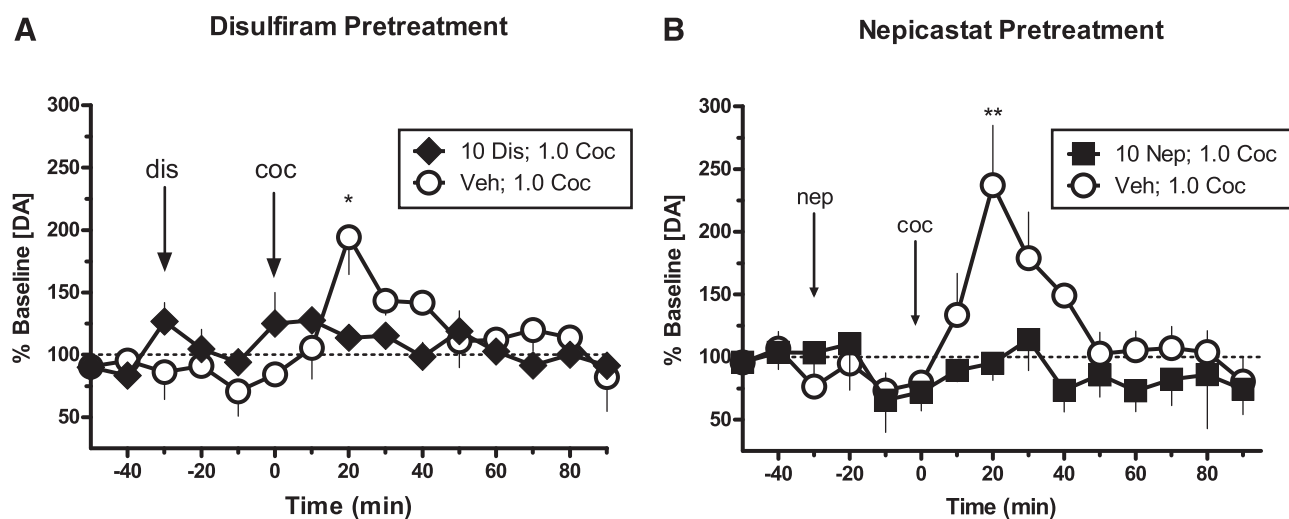 A
Disulfiram Pretreatment
300
250
200
150
100
50
% Baseline [DA]
dis
coc
*
10 Dis; 1.0 Coc
Veh; 1.0 Coc
-40
-20
0
20
40
60
80
Time (min)
B
Nepicastat Pretreatment
300
250
200
150
100
50
% Baseline [DA]
nep
coc
**
10 Nep; 1.0 Coc
Veh; 1.0 Coc
-40
-20
0
20
40
60
80
Time (min)